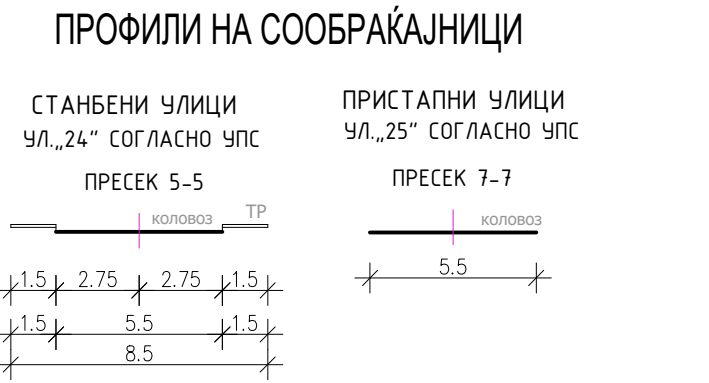 ПРОФИЛИ НА СООБРАЌАЈНИЦИ
СТАНБЕНИ УЛИЦИ
УЛ.„24“ СОГЛАСНО УПС
ПРЕСЕК 5-5
коловоз ТР
1.5 2.75 2.75 1.5
1.5 5.5 1.5
8.5
ПРИСТАПНИ УЛИЦИ
УЛ.„25“ СОГЛАСНО УПС
ПРЕСЕК 7-7
коловоз
5.5